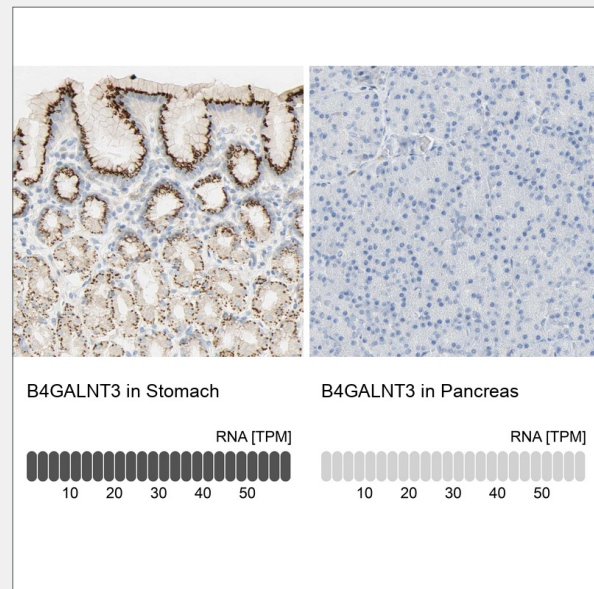 B4GALNT3 in Stomach
RNA [TPM]
10 20 30 40 50
B4GALNT3 in Pancreas
RNA [TPM]
10 20 30 40 50